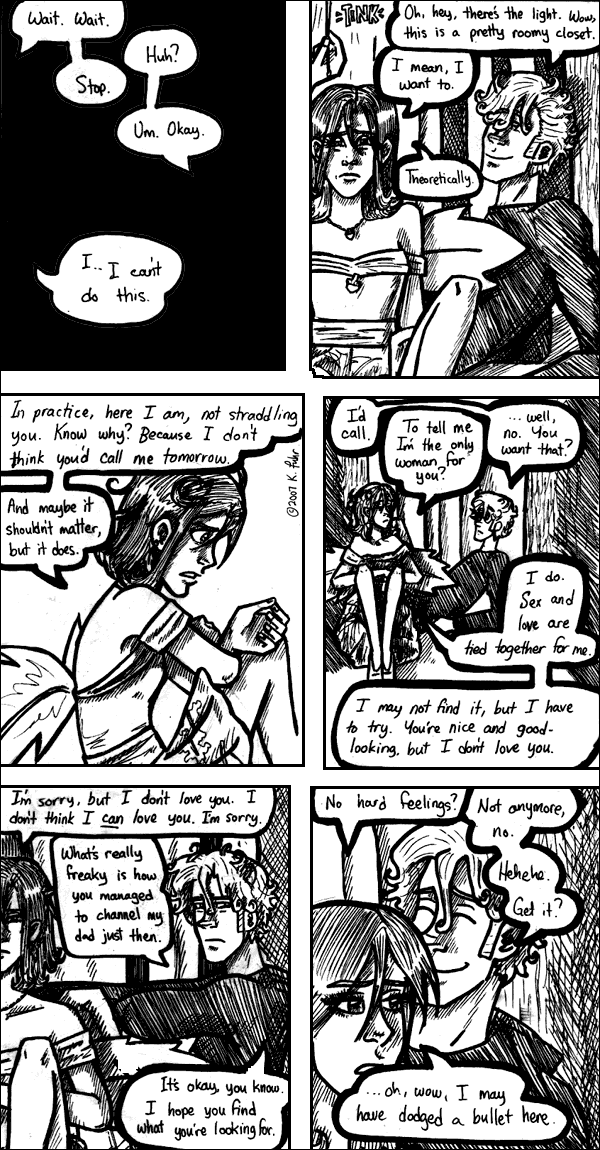 Wait. Wait.
Huh?
Stop.
Um. Okay.
I.. I can't
do this.
TINK
Oh, hey, there's the light. Wow,
this is a pretty roomy closet.
I mean, I
want to.
Theoretically.
In practice, here I am, not straddling
you. Know why? Because I don't
think you'd call me tomorrow.
And maybe it
shouldn't matter,
but it does.
©2007 K. Fuhr
I'd
call.
To tell me
I'm the only
woman for
you?
... well,
no. You
want that?
I do.
Sex and
love are
tied together for me.
I may not find it, but I have
to try. You're nice and good-
looking, but I don't love you.
I'm sorry, but I don't love you. I
don't think I can love you. I'm sorry.
What's really
freaky is how
you managed
to channel my
dad just then.
It's okay, you know.
I hope you find
what you're looking for.
No hard feelings?
Not anymore,
no.
Hehehe.
Get it?
...oh, wow, I may
have dodged a bullet here.